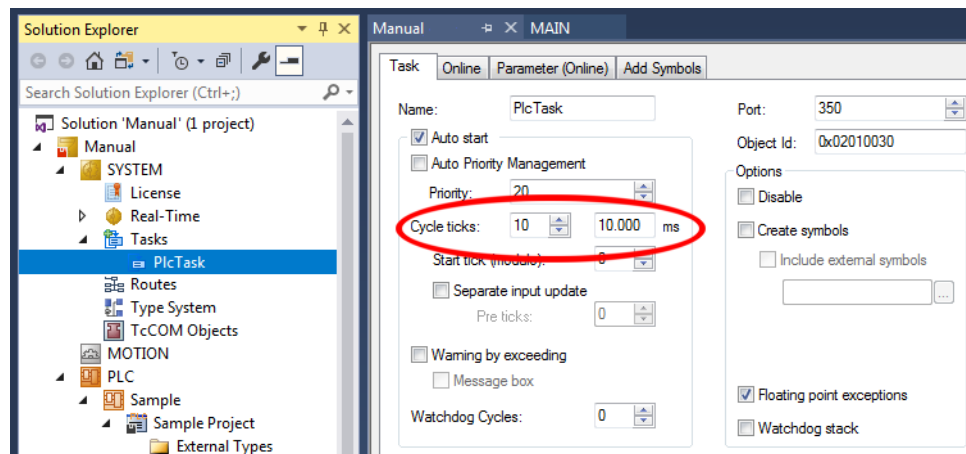 Solution Explorer
Search Solution Explorer (Ctrl+;)
Solution 'Manual' (1 project)
Manual
SYSTEM
License
Real-Time
Tasks
PlcTask
Routes
Type System
TcCOM Objects
MOTION
PLC
Sample
Sample Project
External Types
Manual MAIN
Task Online Parameter (Online) Add Symbols
Name: PlcTask
Auto start
Auto Priority Management
Priority: 20
Cycle ticks: 10 10.000 ms
Start tick (modulo): 0
Separate input update
Pre ticks: 0
Warning by exceeding
Message box
Watchdog Cycles: 0
Port: 350
Object Id: 0x02010030
Options
Disable
Create symbols
Include external symbols
...
Floating point exceptions
Watchdog stack